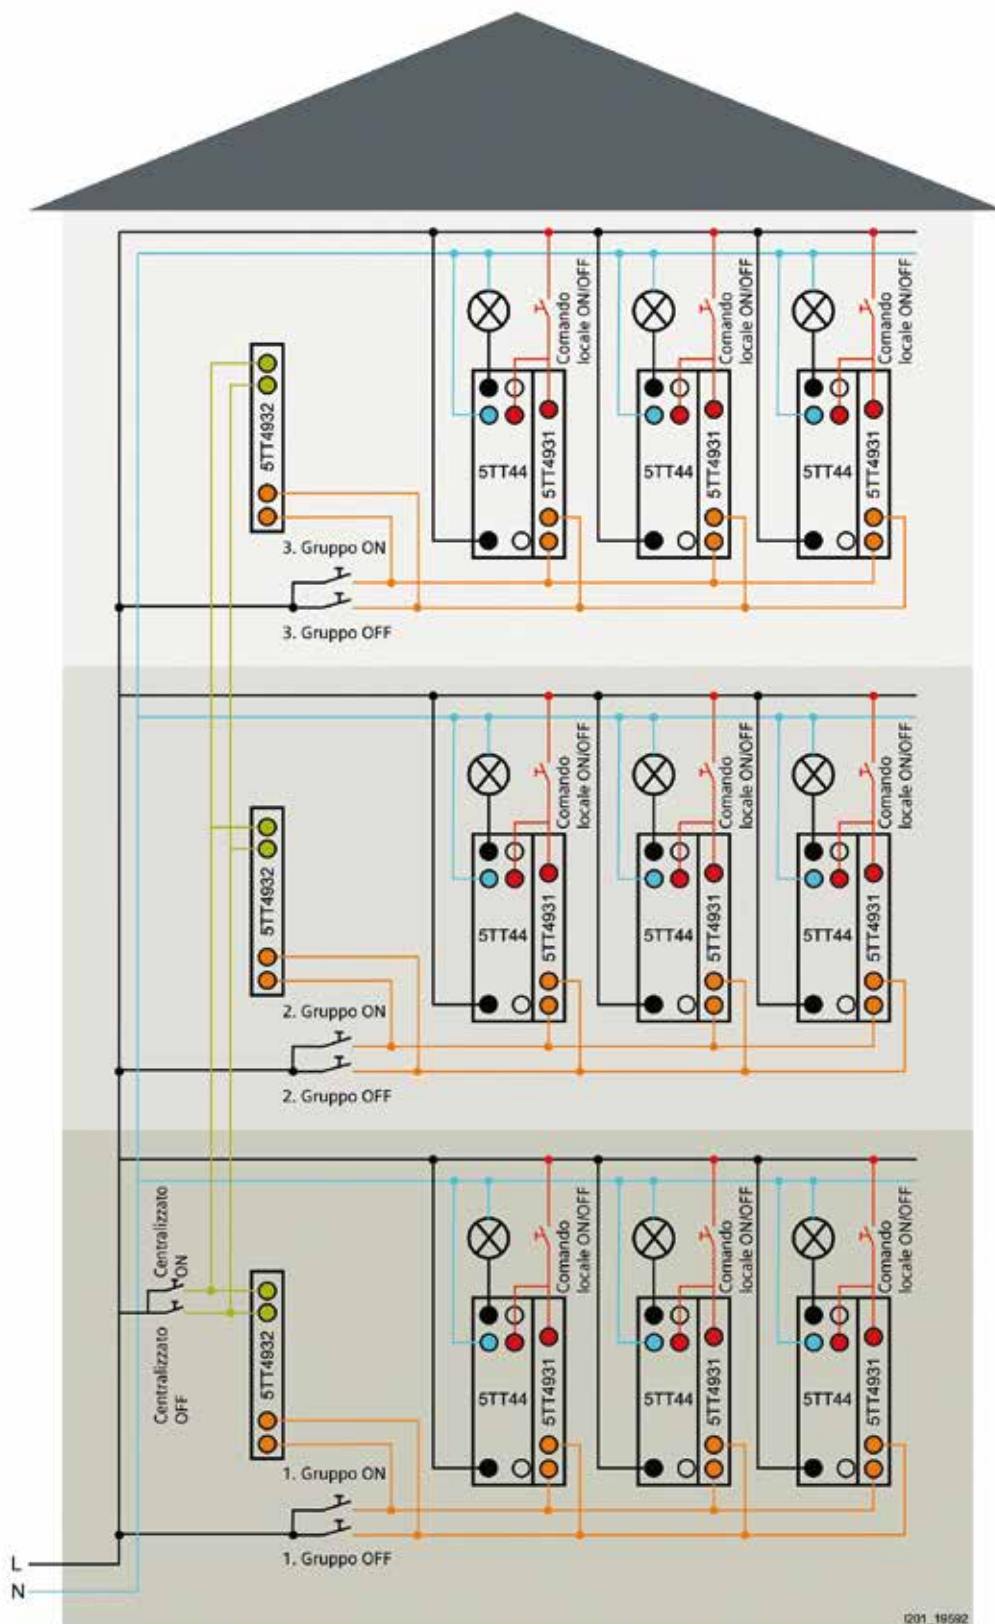 Comando
locale ON/OFF
Comando
locale ON/OFF
Comando
locale ON/OFF
5TT4932
5TT44
5TT4931
5TT44
5TT4931
5TT44
5TT4931
3. Gruppo ON
3. Gruppo OFF
Comando
locale ON/OFF
Comando
locale ON/OFF
Comando
locale ON/OFF
5TT4932
5TT44
5TT4931
5TT44
5TT4931
5TT44
5TT4931
2. Gruppo ON
2. Gruppo OFF
Centralizzato
ON
Comando
locale ON/OFF
Comando
locale ON/OFF
Comando
locale ON/OFF
Centralizzato
OFF
5TT4932
5TT44
5TT4931
5TT44
5TT4931
5TT44
5TT4931
1. Gruppo ON
1. Gruppo OFF
L
N
I201_19592